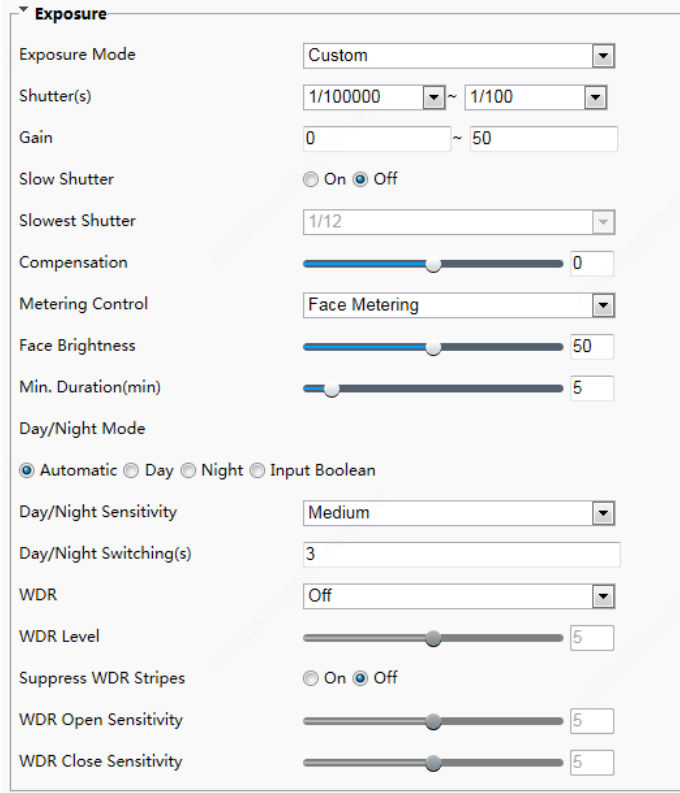 Exposure
Exposure Mode Custom
Shutter(s) 1/100000 ~ 1/100
Gain 0 ~ 50
Slow Shutter On Off
Slowest Shutter 1/12
Compensation 0
Metering Control Face Metering
Face Brightness 50
Min. Duration(min) 5
Day/Night Mode
Automatic Day Night Input Boolean
Day/Night Sensitivity Medium
Day/Night Switching(s) 3
WDR Off
WDR Level 5
Suppress WDR Stripes On Off
WDR Open Sensitivity 5
WDR Close Sensitivity 5